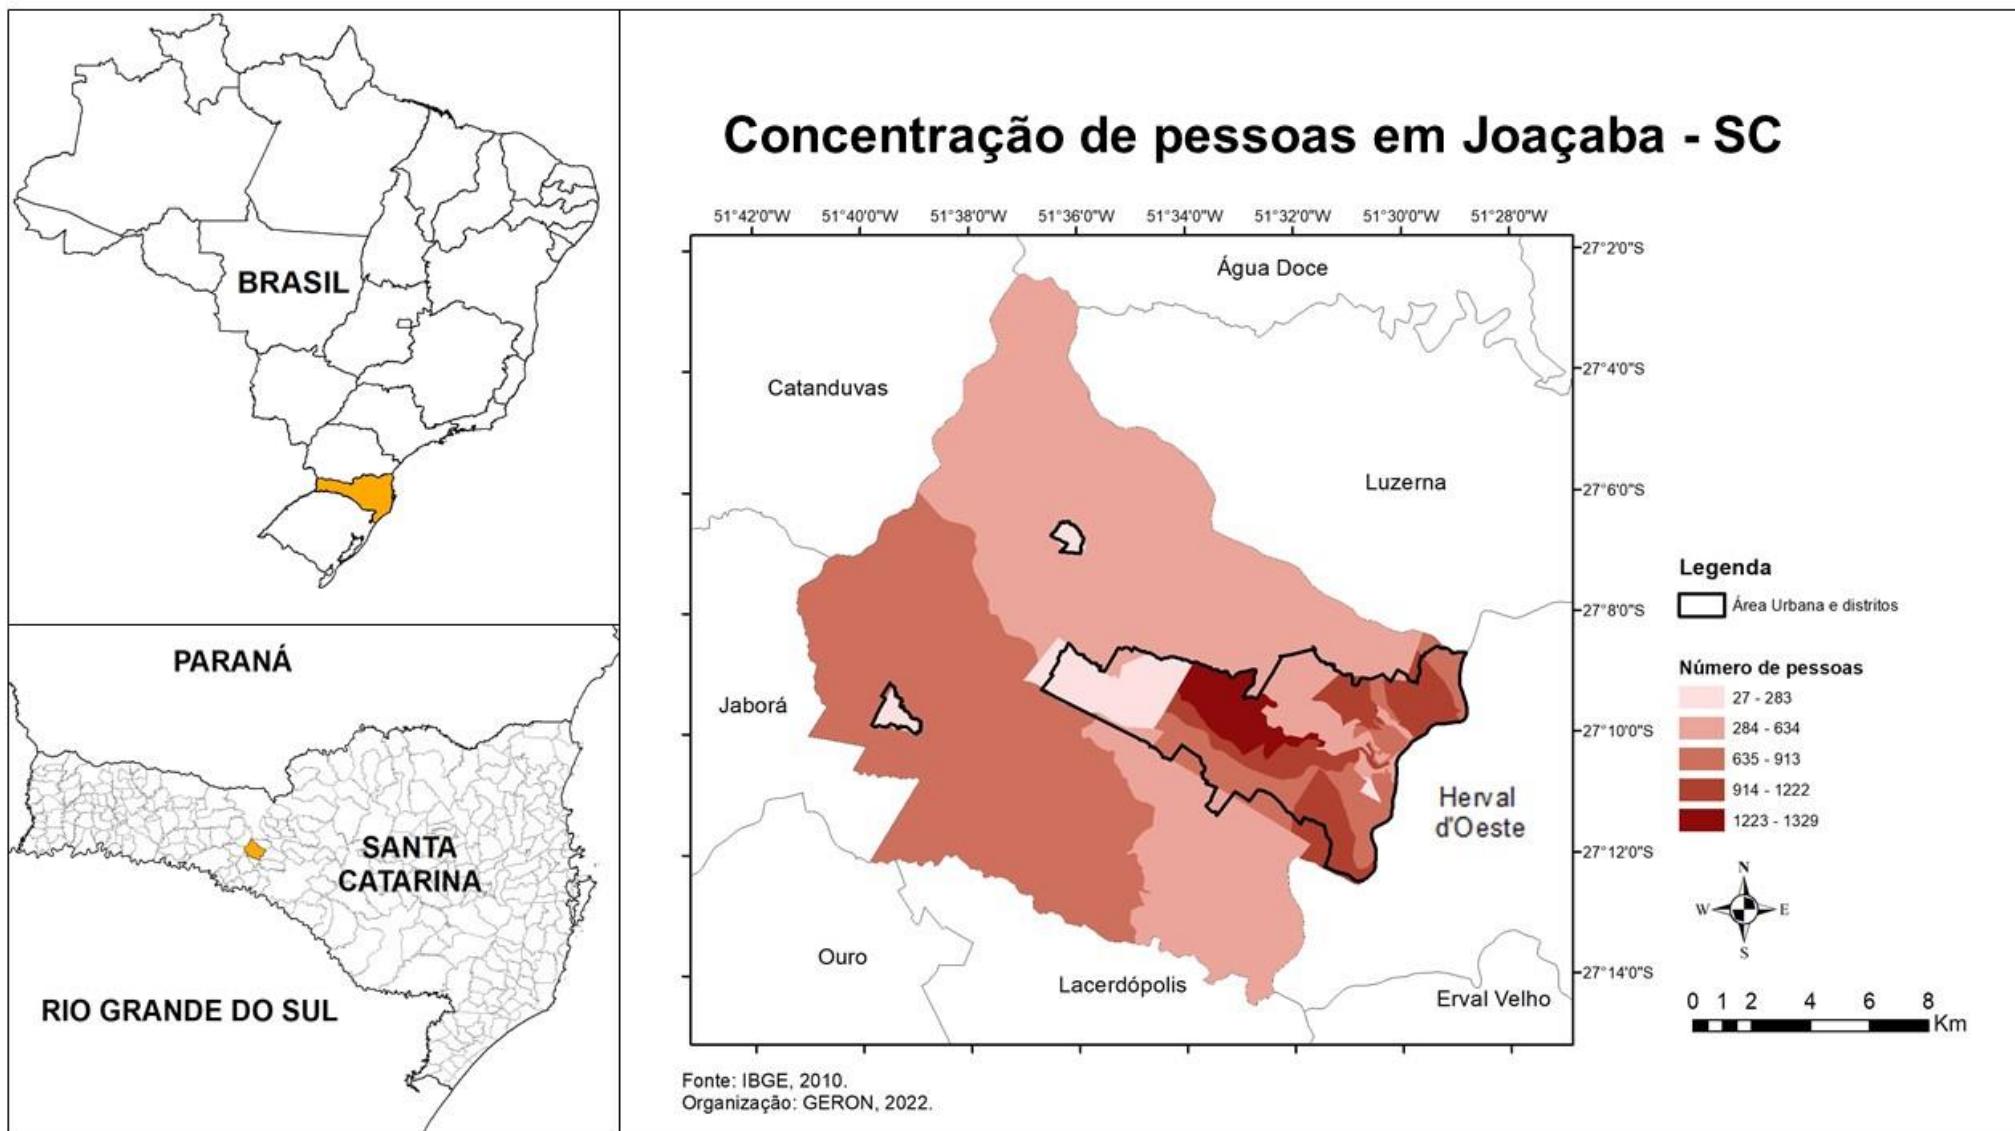 BRASIL
PARANÁ
SANTA
CATARINA
RIO GRANDE DO SUL
Concentração de pessoas em Joaçaba - SC
51°42'0"W 51°40'0"W 51°38'0"W 51°36'0"W 51°34'0"W 51°32'0"W 51°30'0"W 51°28'0"W
27°2'0"S
27°4'0"S
27°6'0"S
27°8'0"S
27°10'0"S
27°12'0"S
27°14'0"S
Água Doce
Catanduvas
Luzerna
Jaborá
Herval
d'Oeste
Ouro
Lacerdópolis
Erval Velho
Legenda
Área Urbana e distritos
Número de pessoas
27 - 283
284 - 634
635 - 913
914 - 1222
1223 - 1329
N
W E
S
0 1 2 4 6 8
Km
Fonte: IBGE, 2010.
Organização: GERON, 2022.